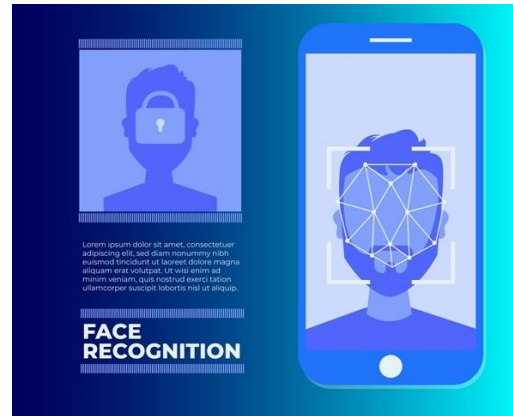 Lorem ipsum dolor sit amet, consectetuer
adipiscing elit, sed diam nonummy nibh
euismod tincidunt ut laoreet dolore magna
aliquam erat volutpat. Ut wisi enim ad
minim veniam, quis nostrud exerci tation
ullamcorper suscipit lobortis nisl ut aliquip.
FACE
RECOGNITION